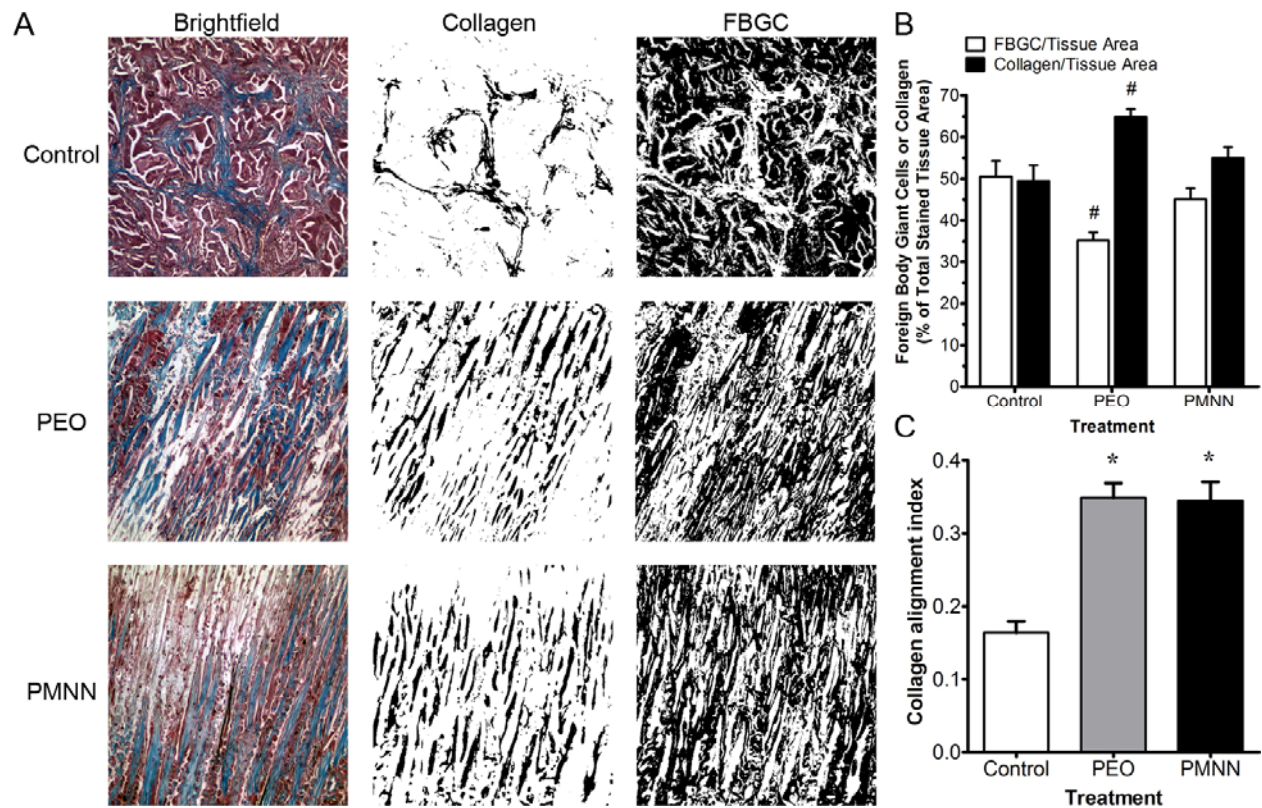 A
Brightfield
Collagen
FBGC
Control
PEO
PMNN
B
FBGC/Tissue Area
Collagen/Tissue Area
Foreign Body Giant Cells or Collagen
(% of Total Stained Tissue Area)
70
60
50
40
30
20
10
0
#
#
Control
PEO
PMNN
Treatment
C
Collagen alignment index
0.4
0.3
0.2
0.1
0.0
*
*
Control
PEO
PMNN
Treatment